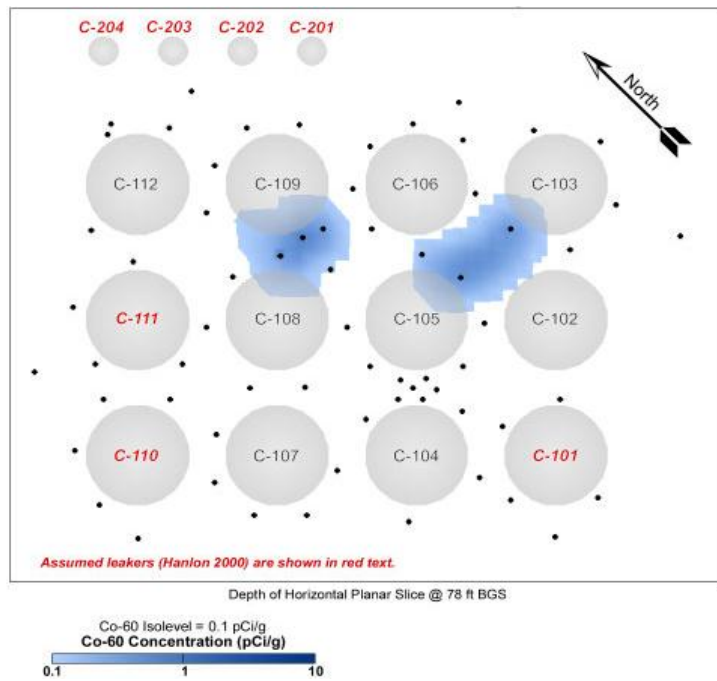 C-204 C-203 C-202 C-201
North
C-112 C-109 C-106 C-103
C-111 C-108 C-105 C-102
C-110 C-107 C-104 C-101
Assumed leakers (Hanlon 2000) are shown in red text.
Depth of Horizontal Planar Slice @ 78 ft BGS
Co-60 Isolevel = 0.1 pCi/g
Co-60 Concentration (pCi/g)
0.1 1 10